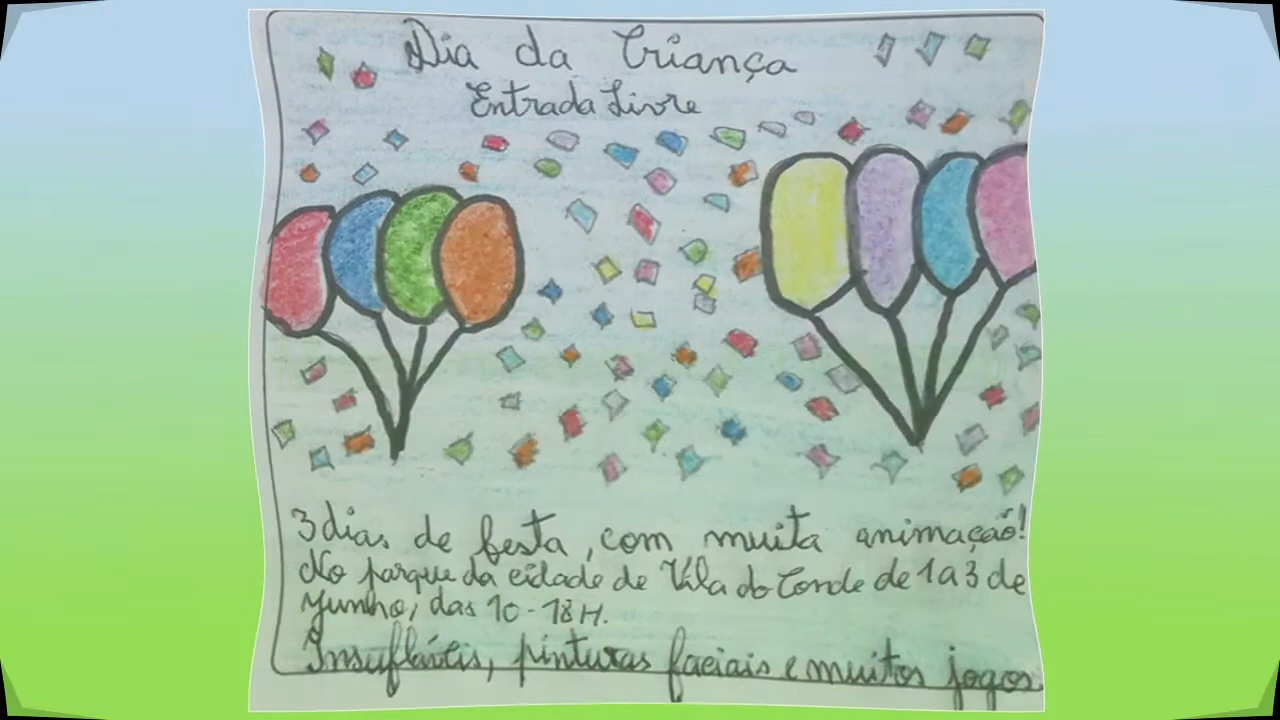 Dia da Criança
Entrada Livre
3 dias de festa, com muita animação!
No parque da cidade de Vila do Conde de 1 a 3 de
junho, das 10-18H.
Insufláveis, pinturas faciais e muitos jogos